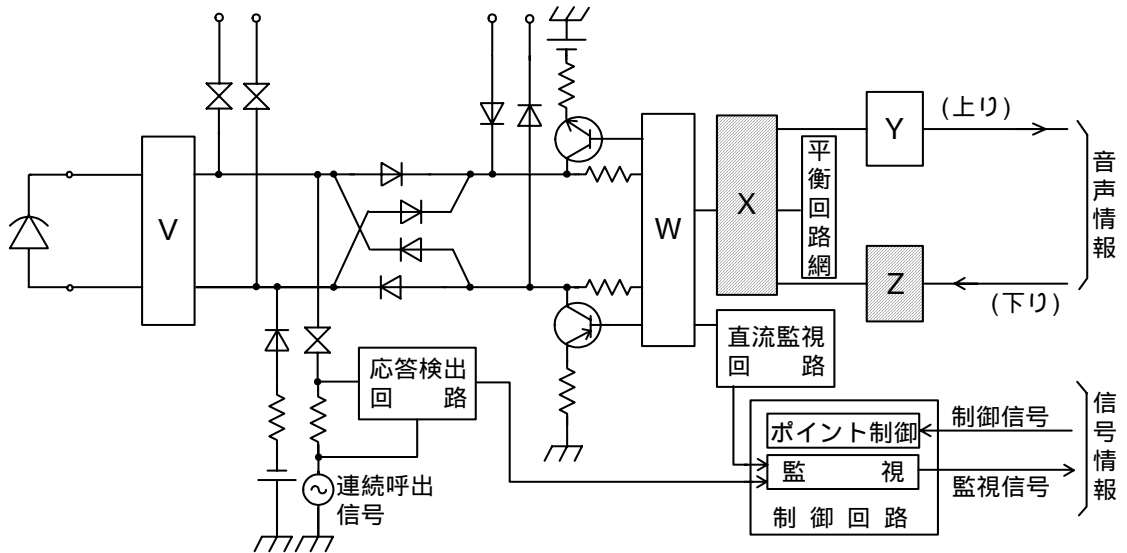 V
応答検出
回路
連続呼出
信号
W
X
平衡回路網
Y
(上り)
Z
(下り)
音声情報
直流監視
回路
ポイント制御
監視
制御回路
制御信号
監視信号
信号情報